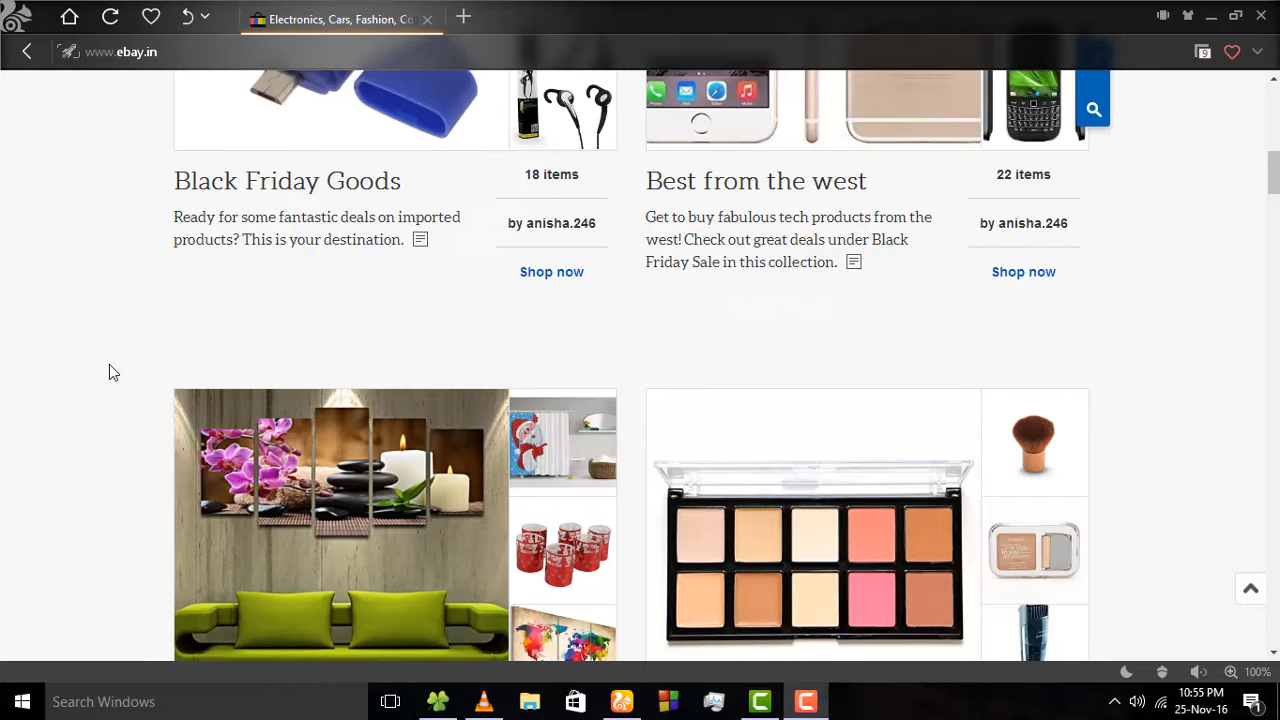 Electronics, Cars, Fashion, Co
www.ebay.in
9
Black Friday Goods
18 items
Ready for some fantastic deals on imported
products? This is your destination.
by anisha.246
Shop now
Best from the west
22 items
Get to buy fabulous tech products from the
west! Check out great deals under Black
Friday Sale in this collection.
by anisha.246
Shop now
100%
Search Windows
10:55 PM
25-Nov-16
1